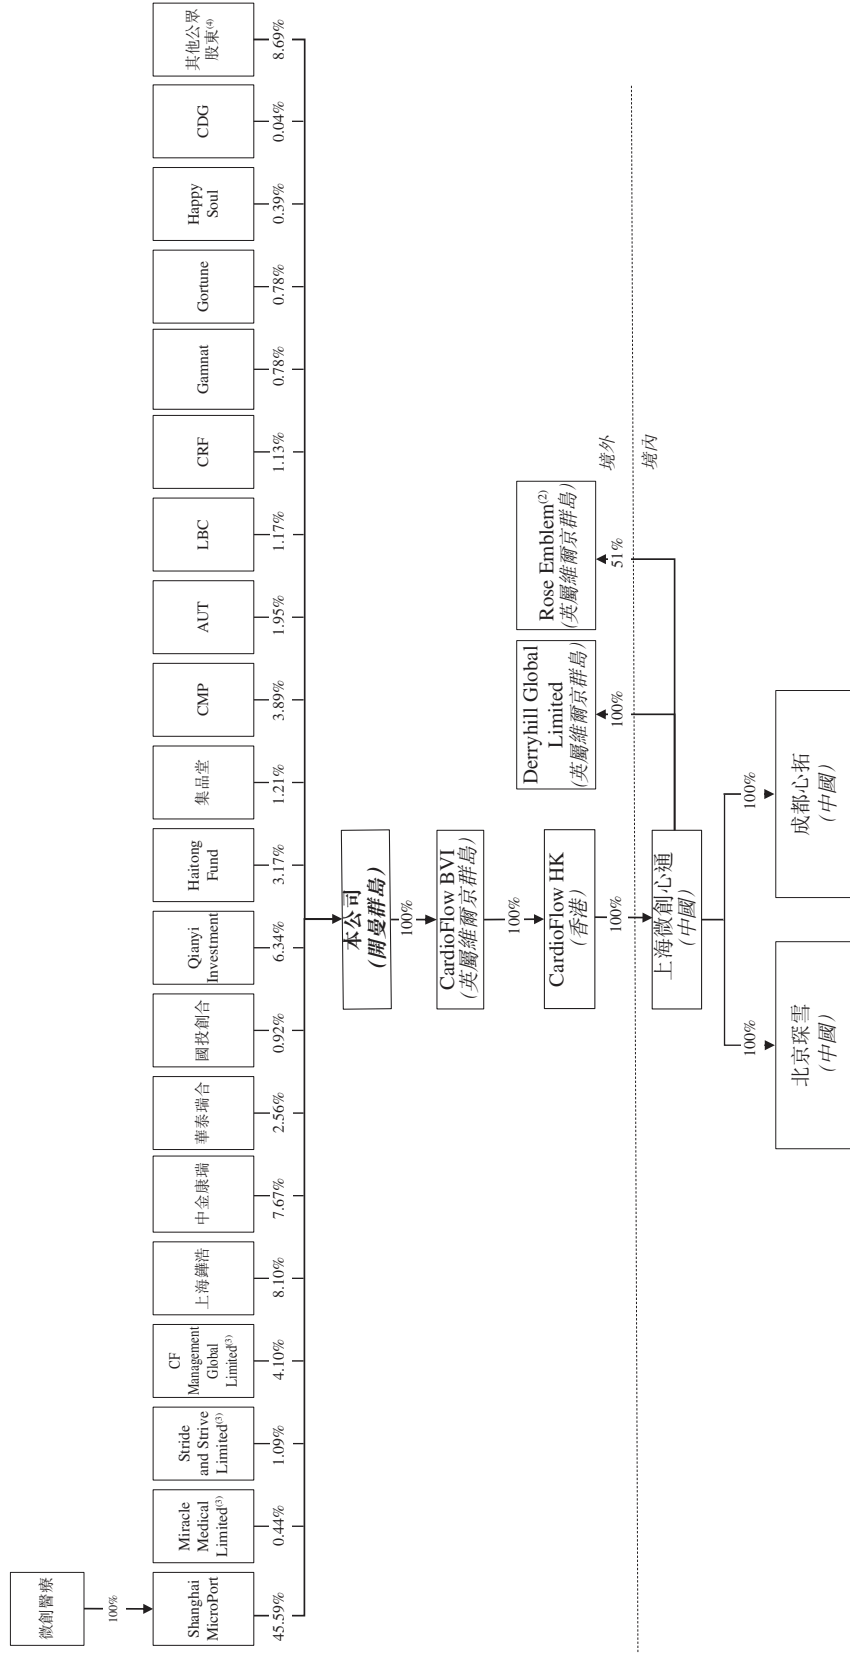 微創醫療
100%
Shanghai
MicroPort
45.59%
Miracle
Medical
Limited(3)
0.44%
Stride
and Strive
Limited(3)
1.09%
CF
Management
Global
Limited(3)
4.10%
上海鏵浩
8.10%
中金康瑞
7.67%
華泰瑞合
2.56%
國投創合
0.92%
Qianyi
Investment
6.34%
Haitong
Fund
3.17%
集品堂
1.21%
CMP
3.89%
AUT
1.95%
LBC
1.17%
CRF
1.13%
Gamnat
0.78%
Gortune
0.78%
Happy
Soul
0.39%
CDG
0.04%
其他公眾
股東(4)
8.69%
本公司
(開曼群島)
100%
CardioFlow BVI
(英屬維爾京群島)
100%
CardioFlow HK
(香港)
100%
Derryhill Global
Limited
(英屬維爾京群島)
100%
Rose Emblem(2)
(英屬維爾京群島)
51%
境外
境內
上海微創心通
(中國)
100%
北京琛雪
(中國)
100%
成都心拓
(中國)